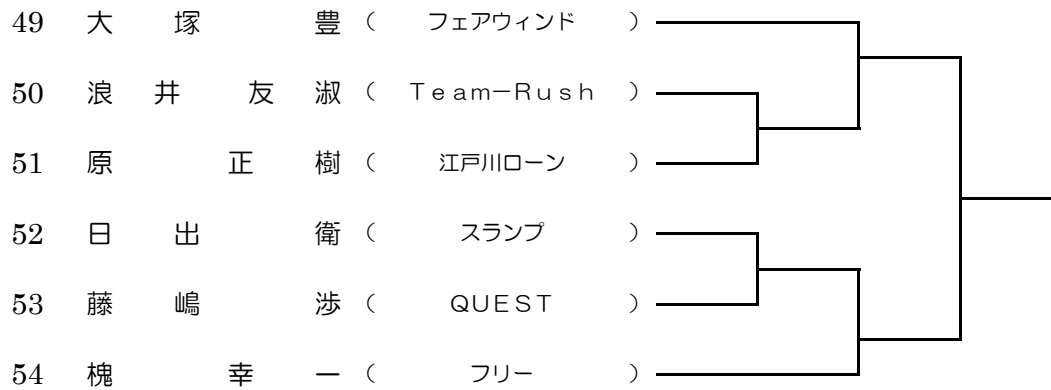 49 大塚 豊 ( フェアウィンド )
50 浪井 友淑 ( Team－Rush )
51 原 正樹 ( 江戸川ローン )
52 日出 衛 ( スランプ )
53 藤嶋 渉 ( QUEST )
54 槐 幸一 ( フリー )